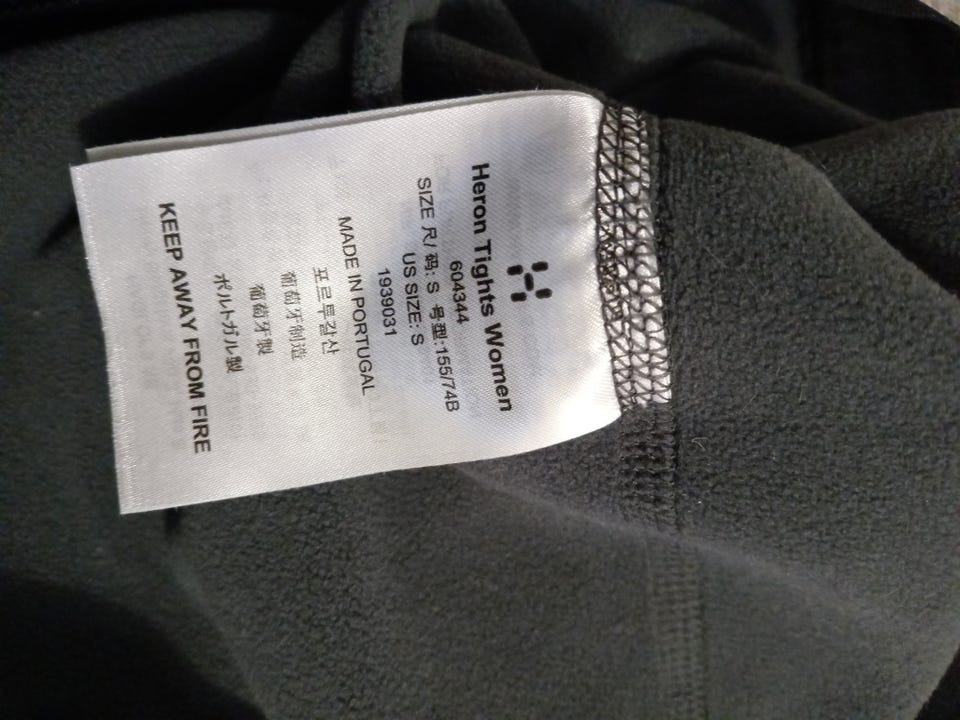 Heron Tights Women
604344
SIZE 尺/ 码: S 号型:155/74B
US SIZE: S
1939031
MADE IN PORTUGAL
포르투갈산
葡萄牙制造
葡萄牙製
ポルトガル製
KEEP AWAY FROM FIRE